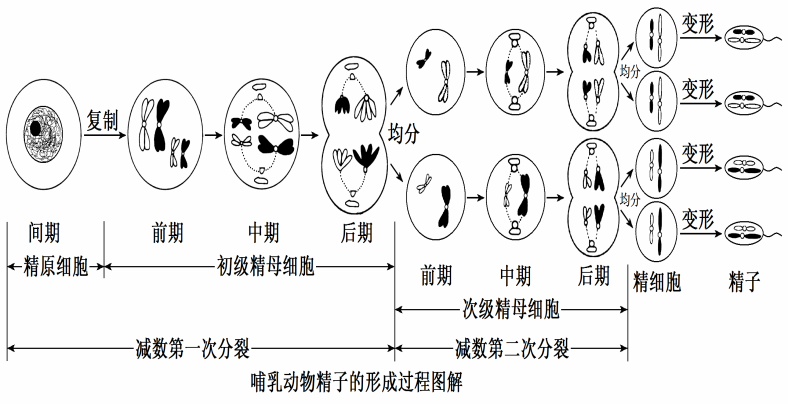 变形
均分
变形
复制
均分
变形
均分
变形
间期 前期 中期 后期
精原细胞 初级精母细胞
前期 中期 后期 精细胞 精子
次级精母细胞
减数第一次分裂 减数第二次分裂
哺乳动物精子的形成过程图解